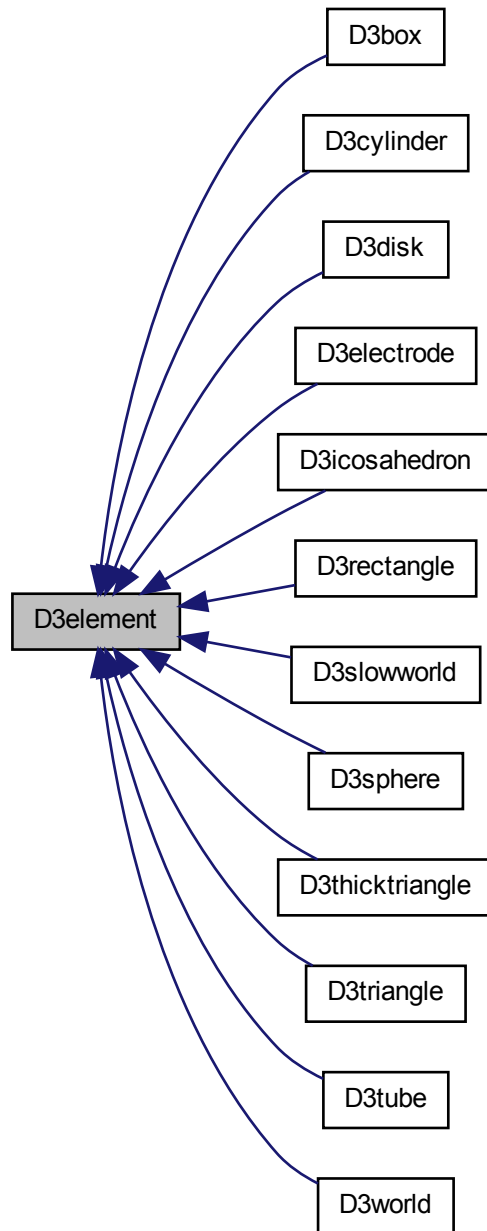 D3box
D3cylinder
D3disk
D3electrode
D3icosahedron
D3rectangle
D3element
D3slowworld
D3sphere
D3thicktriangle
D3triangle
D3tube
D3world